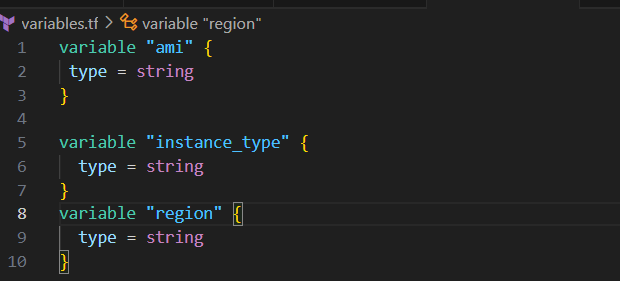 variables.tf > variable "region"
1 variable "ami" {
2  type = string
3 }
4
5 variable "instance_type" {
6   type = string
7 }
8 variable "region" {
9   type = string
10 }